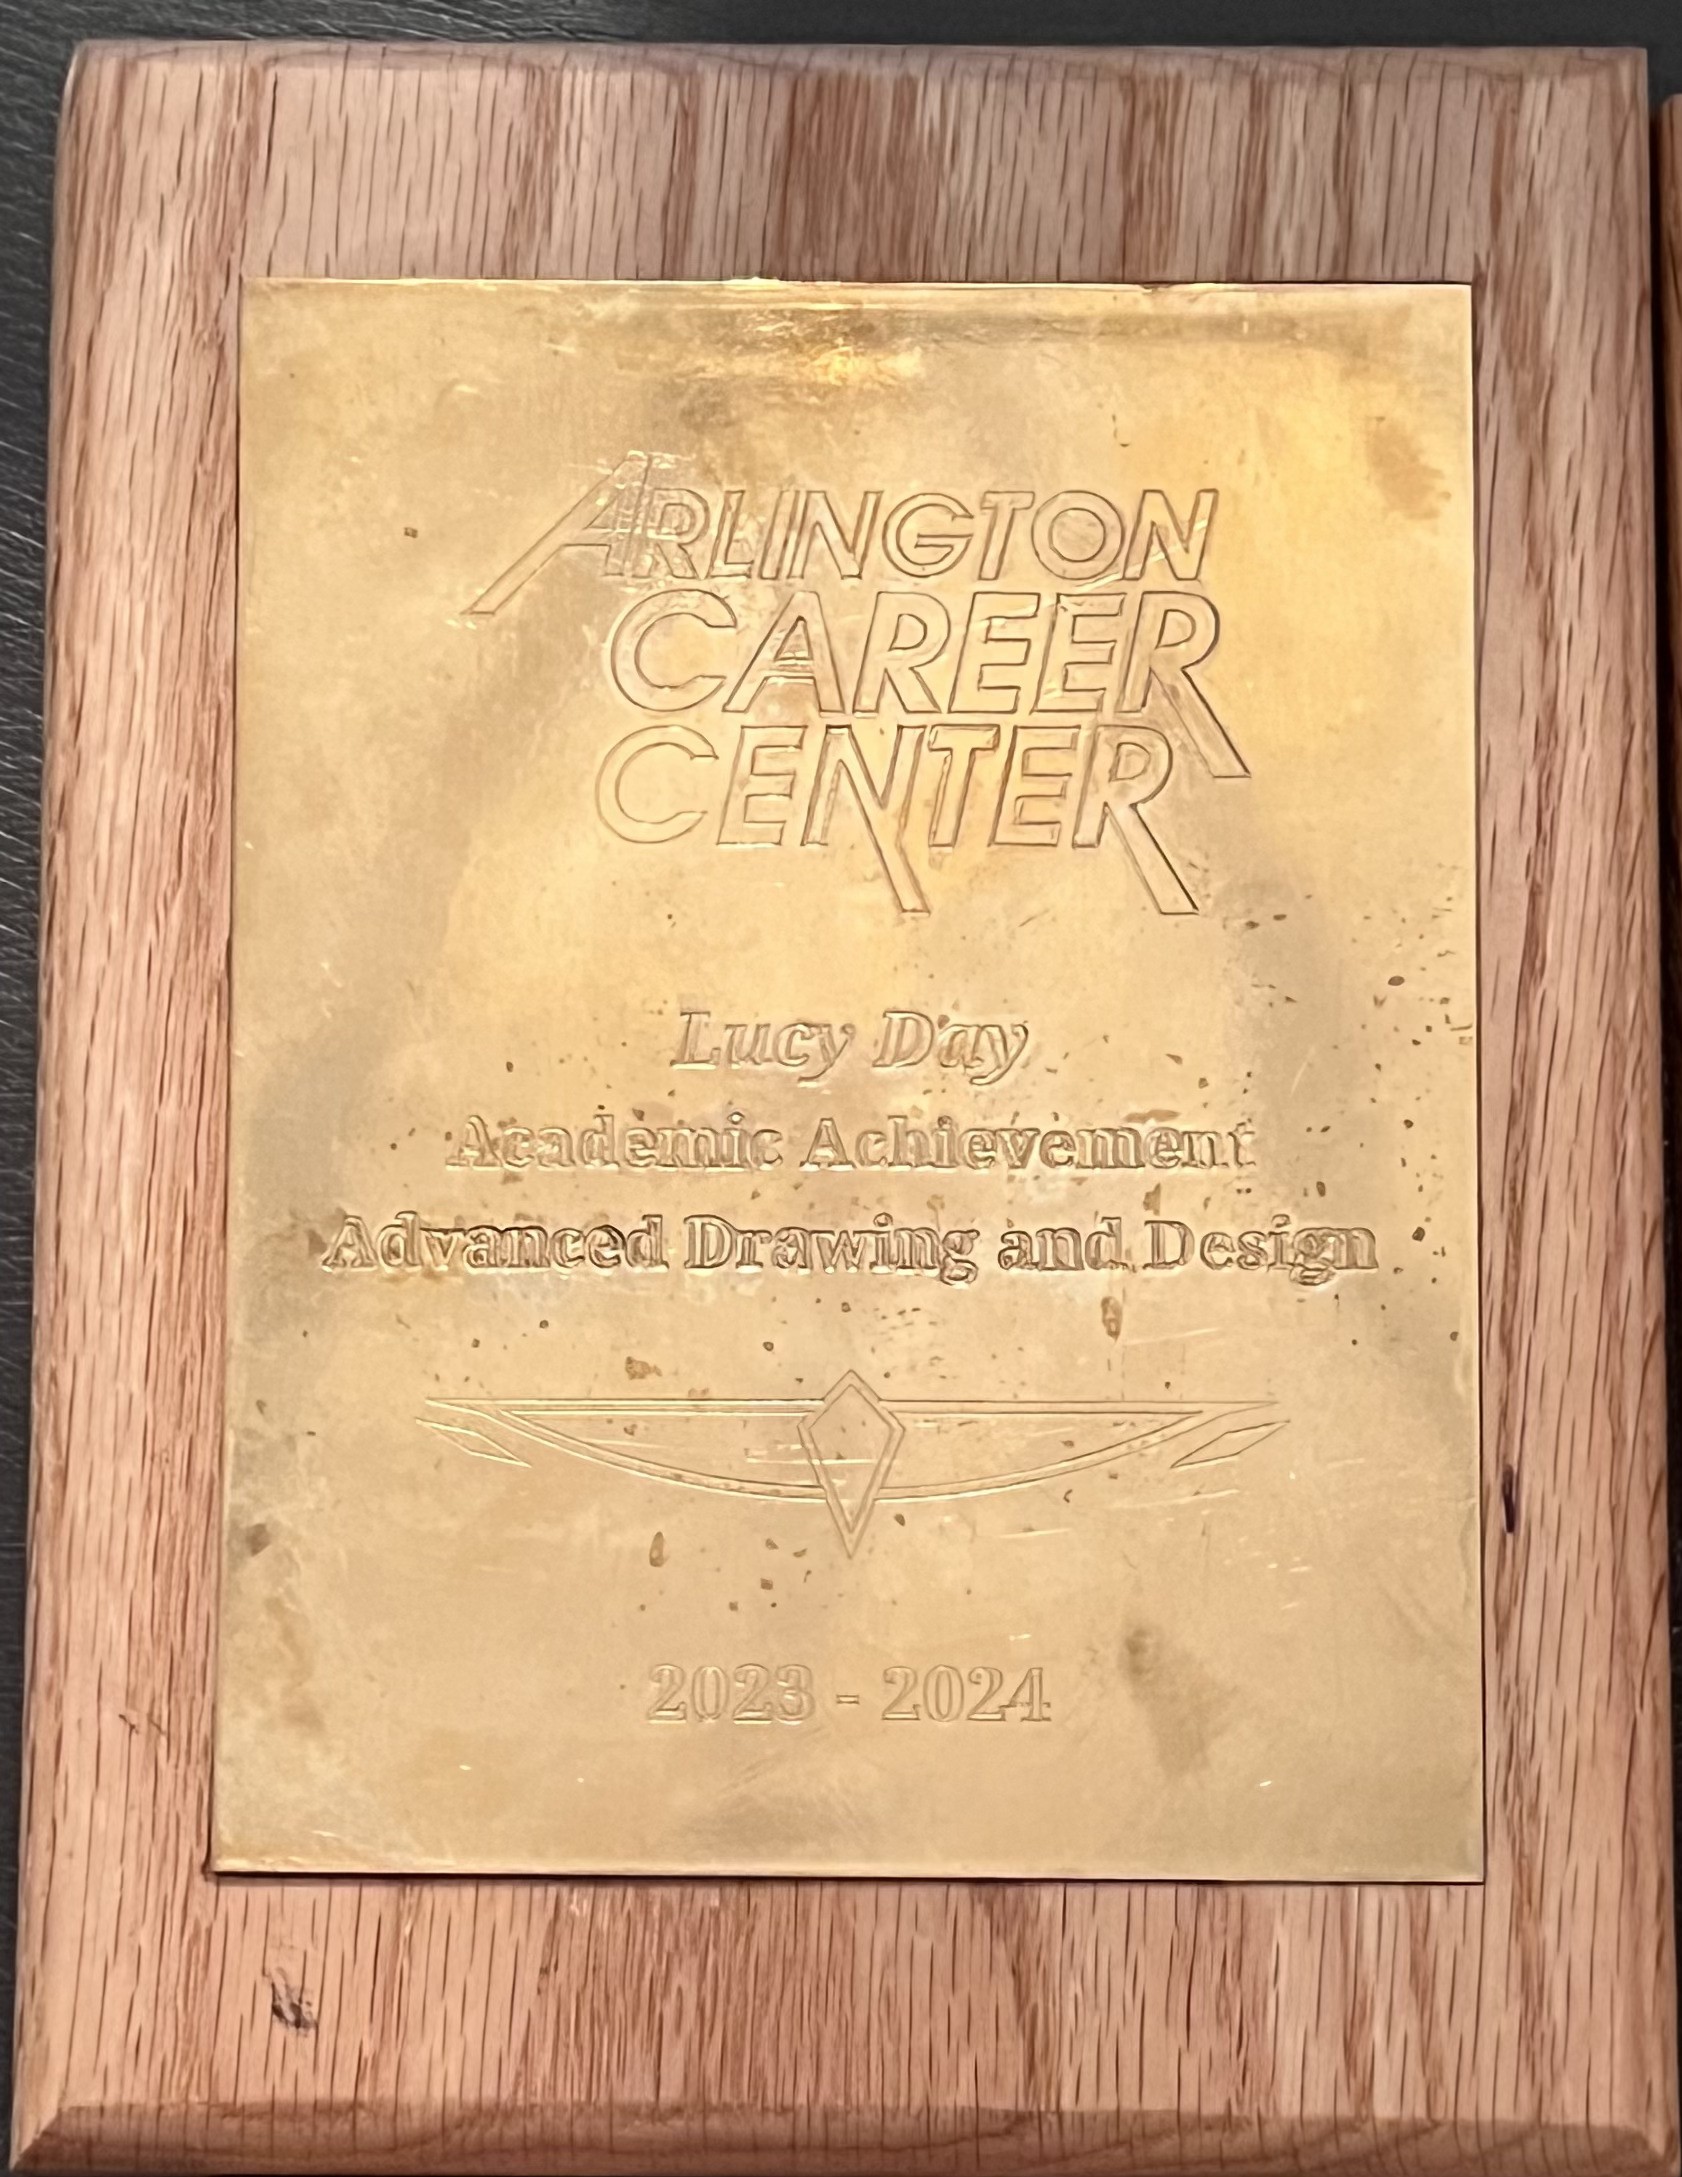 ARLINGTON
CAREER
CENTER
Lucy Day
Academic Achievement
Advanced Drawing and Design
2023 - 2024